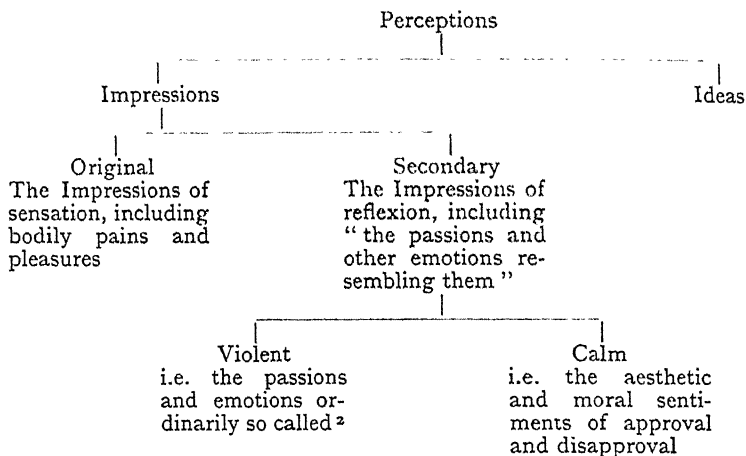 Perceptions
Impressions
Ideas
Original
The Impressions of
sensation, including
bodily pains and
pleasures
Secondary
The Impressions of
reflexion, including
“ the passions and
other emotions re-
sembling them ”
Violent
i.e. the passions
and emotions or-
dinarily so called ²
Calm
i.e. the aesthetic
and moral senti-
ments of approval
and disapproval